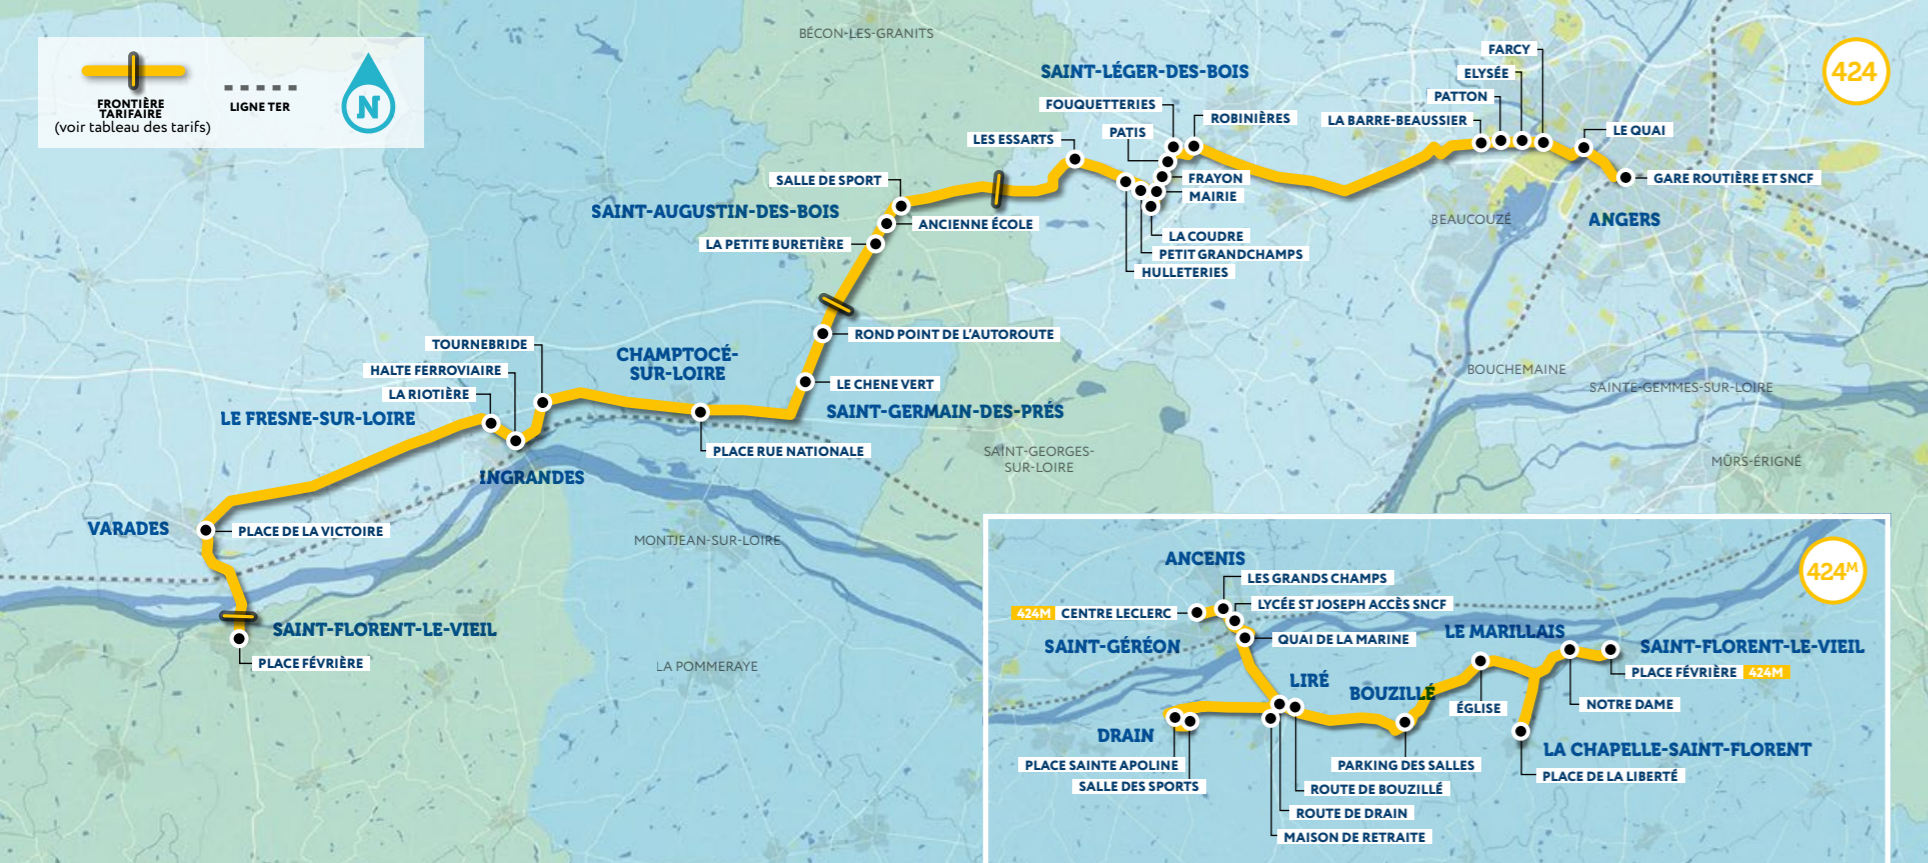 FRONTIÈRE
TARIFAIRE
(voir tableau des tarifs)
LIGNE TER
N
BÉCON-LES-GRANITS
424
SAINT-LÉGER-DES-BOIS
FARCY
ELYSÉE
PATTON
LA BARRE-BEAUSSIER
LE QUAI
GARE ROUTIÈRE ET SNCF
ANGERS
BEAUCOUZÉ
FOUQUETTERIES
ROBINIÈRES
PATIS
LES ESSARTS
FRAYON
MAIRIE
LA COUDRE
PETIT GRANDCHAMPS
HULLETERIES
SALLE DE SPORT
SAINT-AUGUSTIN-DES-BOIS
ANCIENNE ÉCOLE
LA PETITE BURETIÈRE
ROND POINT DE L'AUTOROUTE
LE CHENE VERT
SAINT-GERMAIN-DES-PRÉS
CHAMPTOCÉ-
SUR-LOIRE
PLACE RUE NATIONALE
TOURNEBRIDE
HALTE FERROVIAIRE
LA RIOTIÈRE
LE FRESNE-SUR-LOIRE
INGRANDES
VARADES
PLACE DE LA VICTOIRE
SAINT-FLORENT-LE-VIEIL
PLACE FÉVRIÈRE
MONTJEAN-SUR-LOIRE
LA POMMERAYE
SAINT-GEORGES-
SUR-LOIRE
BOUCHEMAINE
SAINTE-GEMMES-SUR-LOIRE
MÛRS-ÉRIGNÉ
424M
ANCENIS
LES GRANDS CHAMPS
LYCÉE ST JOSEPH ACCÈS SNCF
424M CENTRE LECLERC
QUAI DE LA MARINE
SAINT-GÉRÉON
LE MARILLAIS
SAINT-FLORENT-LE-VIEIL
PLACE FÉVRIÈRE 424M
LIRÉ
BOUZILLÉ
ÉGLISE
NOTRE DAME
DRAIN
LA CHAPELLE-SAINT-FLORENT
PLACE SAINTE APOLINE
SALLE DES SPORTS
PARKING DES SALLES
PLACE DE LA LIBERTÉ
ROUTE DE BOUZILLÉ
ROUTE DE DRAIN
MAISON DE RETRAITE